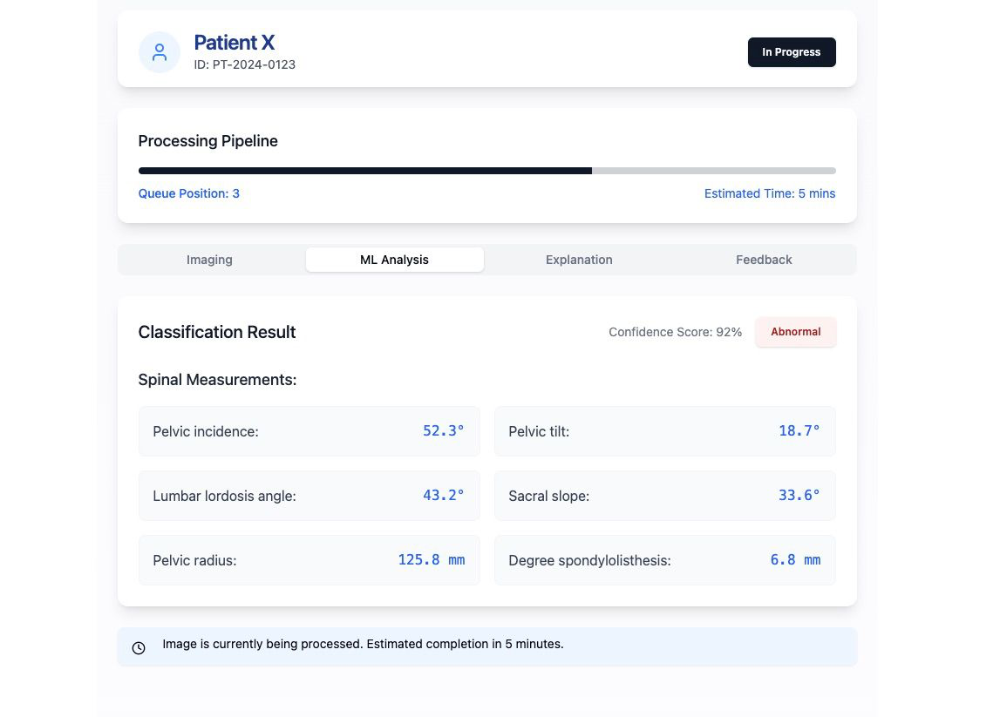 Patient X
ID: PT-2024-0123
In Progress
Processing Pipeline
Queue Position: 3
Estimated Time: 5 mins
Imaging
ML Analysis
Explanation
Feedback
Classification Result
Confidence Score: 92%
Abnormal
Spinal Measurements:
Pelvic incidence: 52.3°
Pelvic tilt: 18.7°
Lumbar lordosis angle: 43.2°
Sacral slope: 33.6°
Pelvic radius: 125.8 mm
Degree spondylolisthesis: 6.8 mm
Image is currently being processed. Estimated completion in 5 minutes.